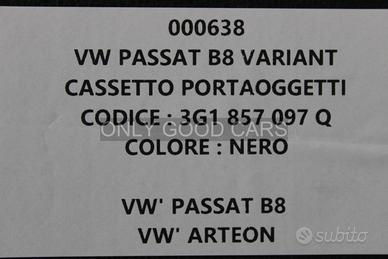 000638
VW PASSAT B8 VARIANT
CASSETTO PORTAOGGETTI
CODICE : 3G1 857 097 Q
ONLY GOOD CARS
COLORE : NERO
VW' PASSAT B8
VW' ARTEON
subito